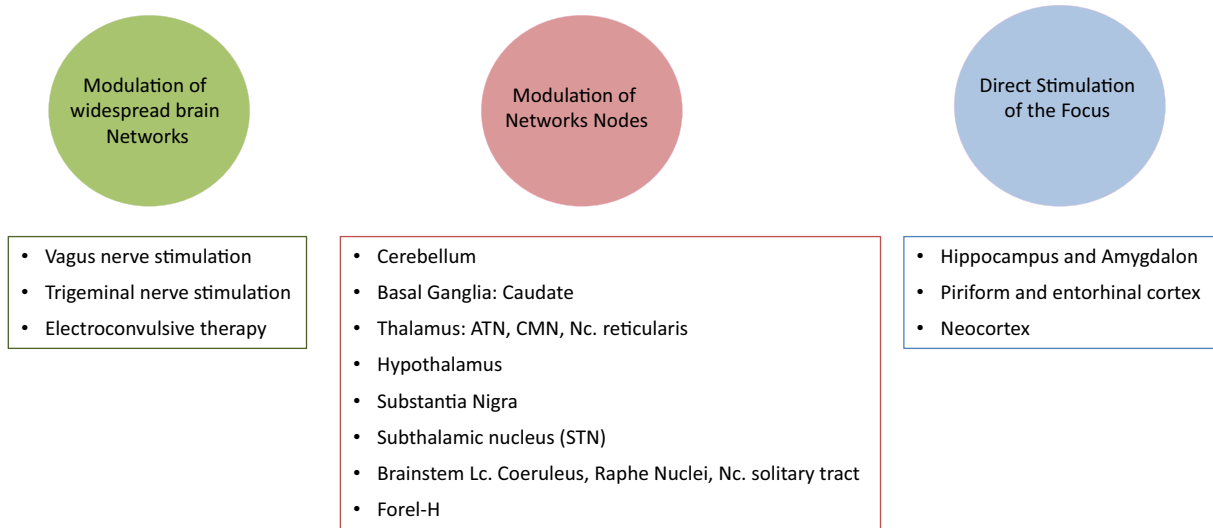 Modulation of
widespread brain
Networks
Modulation of
Networks Nodes
Direct Stimulation
of the Focus
• Vagus nerve stimulation
• Trigeminal nerve stimulation
• Electroconvulsive therapy
• Cerebellum
• Basal Ganglia: Caudate
• Thalamus: ATN, CMN, Nc. reticularis
• Hypothalamus
• Substantia Nigra
• Subthalamic nucleus (STN)
• Brainstem Lc. Coeruleus, Raphe Nuclei, Nc. solitary tract
• Forel-H
• Hippocampus and Amygdalon
• Piriform and entorhinal cortex
• Neocortex